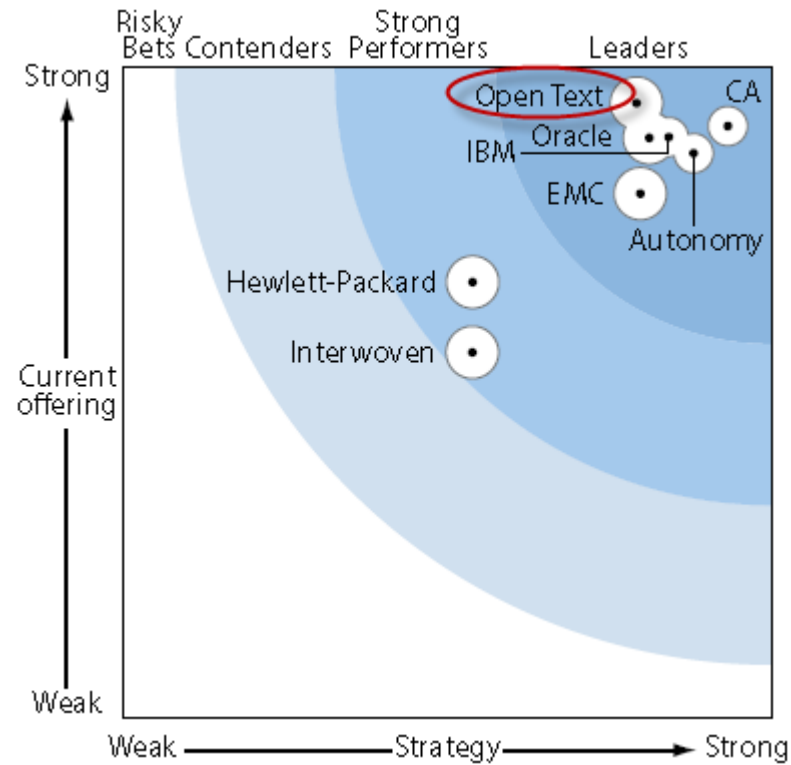 Risky
Bets
Contenders
Strong
Performers
Leaders
Strong
Open Text
CA
Oracle
IBM
EMC
Autonomy
Hewlett-Packard
Interwoven
Current
offering
Weak
Weak
Strategy
Strong